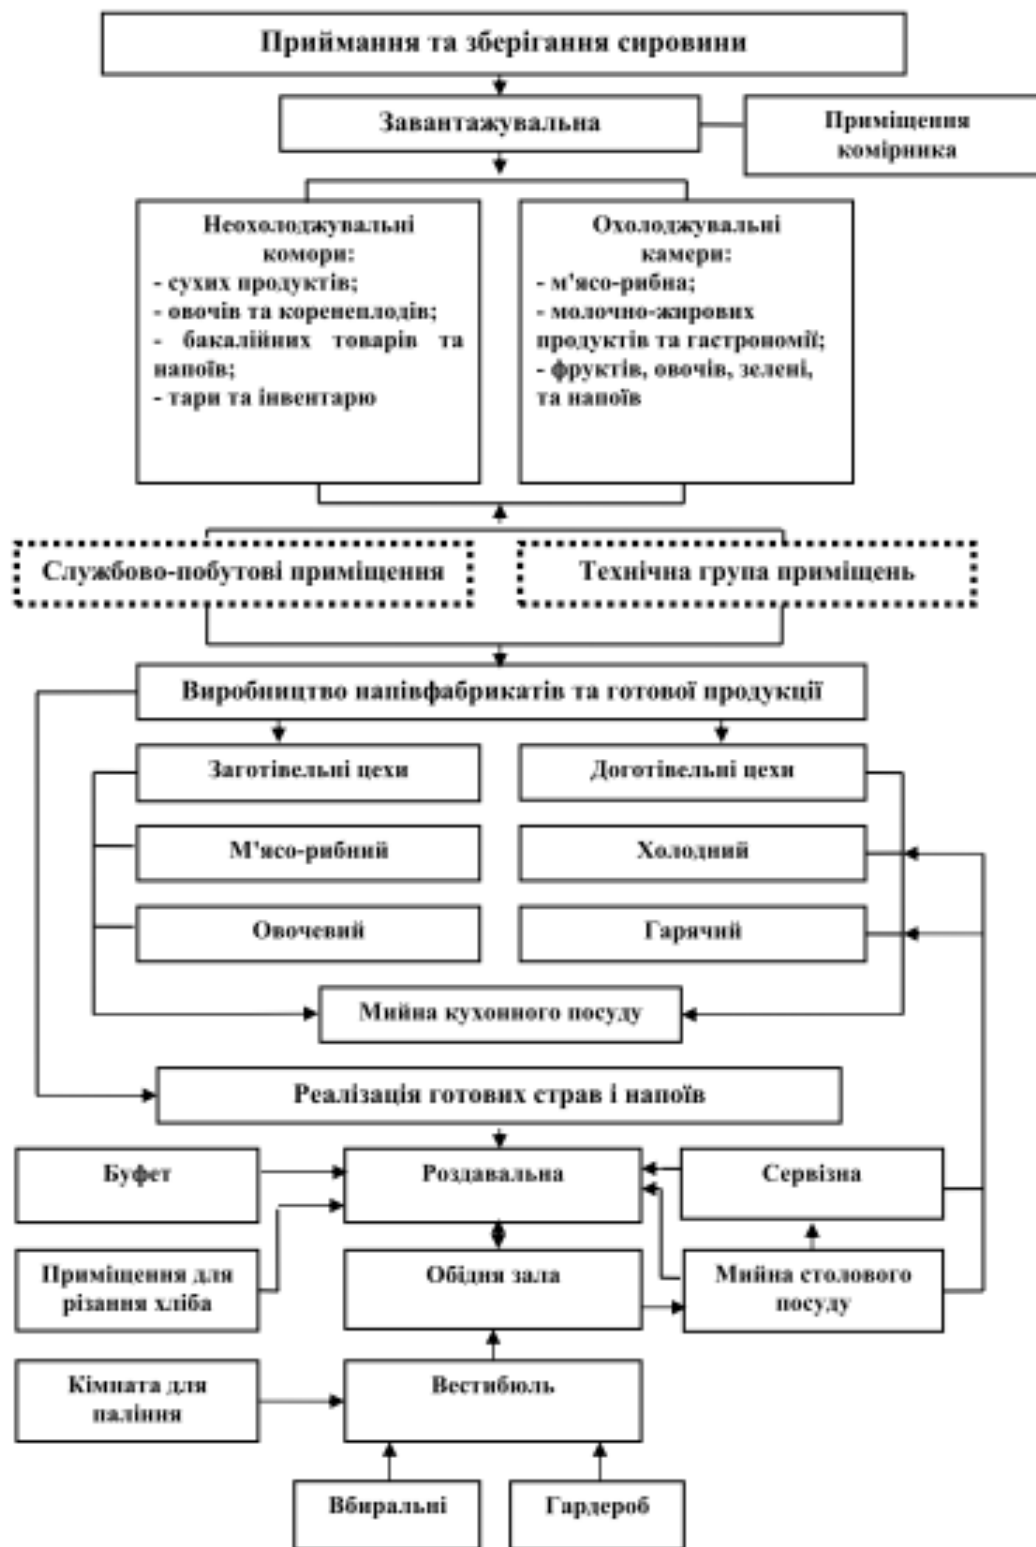 Приймання та зберігання сировини
Завантажувальна
Приміщення
комірника
Неохолоджувальні
комори:
- сухих продуктів;
- овочів та коренеплодів;
- бакалійних товарів та
напоїв;
- тари та інвентарю
Охолоджувальні
камери:
- м'ясо-рибна;
- молочно-жирових
продуктів та гастрономії;
- фруктів, овочів, зелені,
та напоїв
Службово-побутові приміщення
Технічна група приміщень
Виробництво напівфабрикатів та готової продукції
Заготівельні цехи
Доготівельні цехи
М'ясо-рибний
Холодний
Овочевий
Гарячий
Мийна кухонного посуду
Реалізація готових страв і напоїв
Буфет
Роздавальна
Сервізна
Приміщення для
різання хліба
Обідня зала
Мийна столового
посуду
Кімната для
паління
Вестибюль
Вбиральні
Гардероб